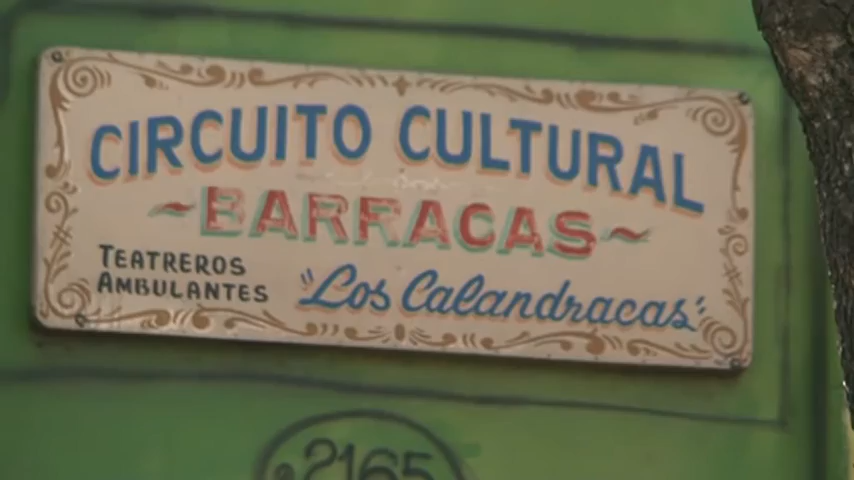 CIRCUITO CULTURAL
~BARRACAS~
TEATREROS
AMBULANTES
"Los Calandracas"
2165